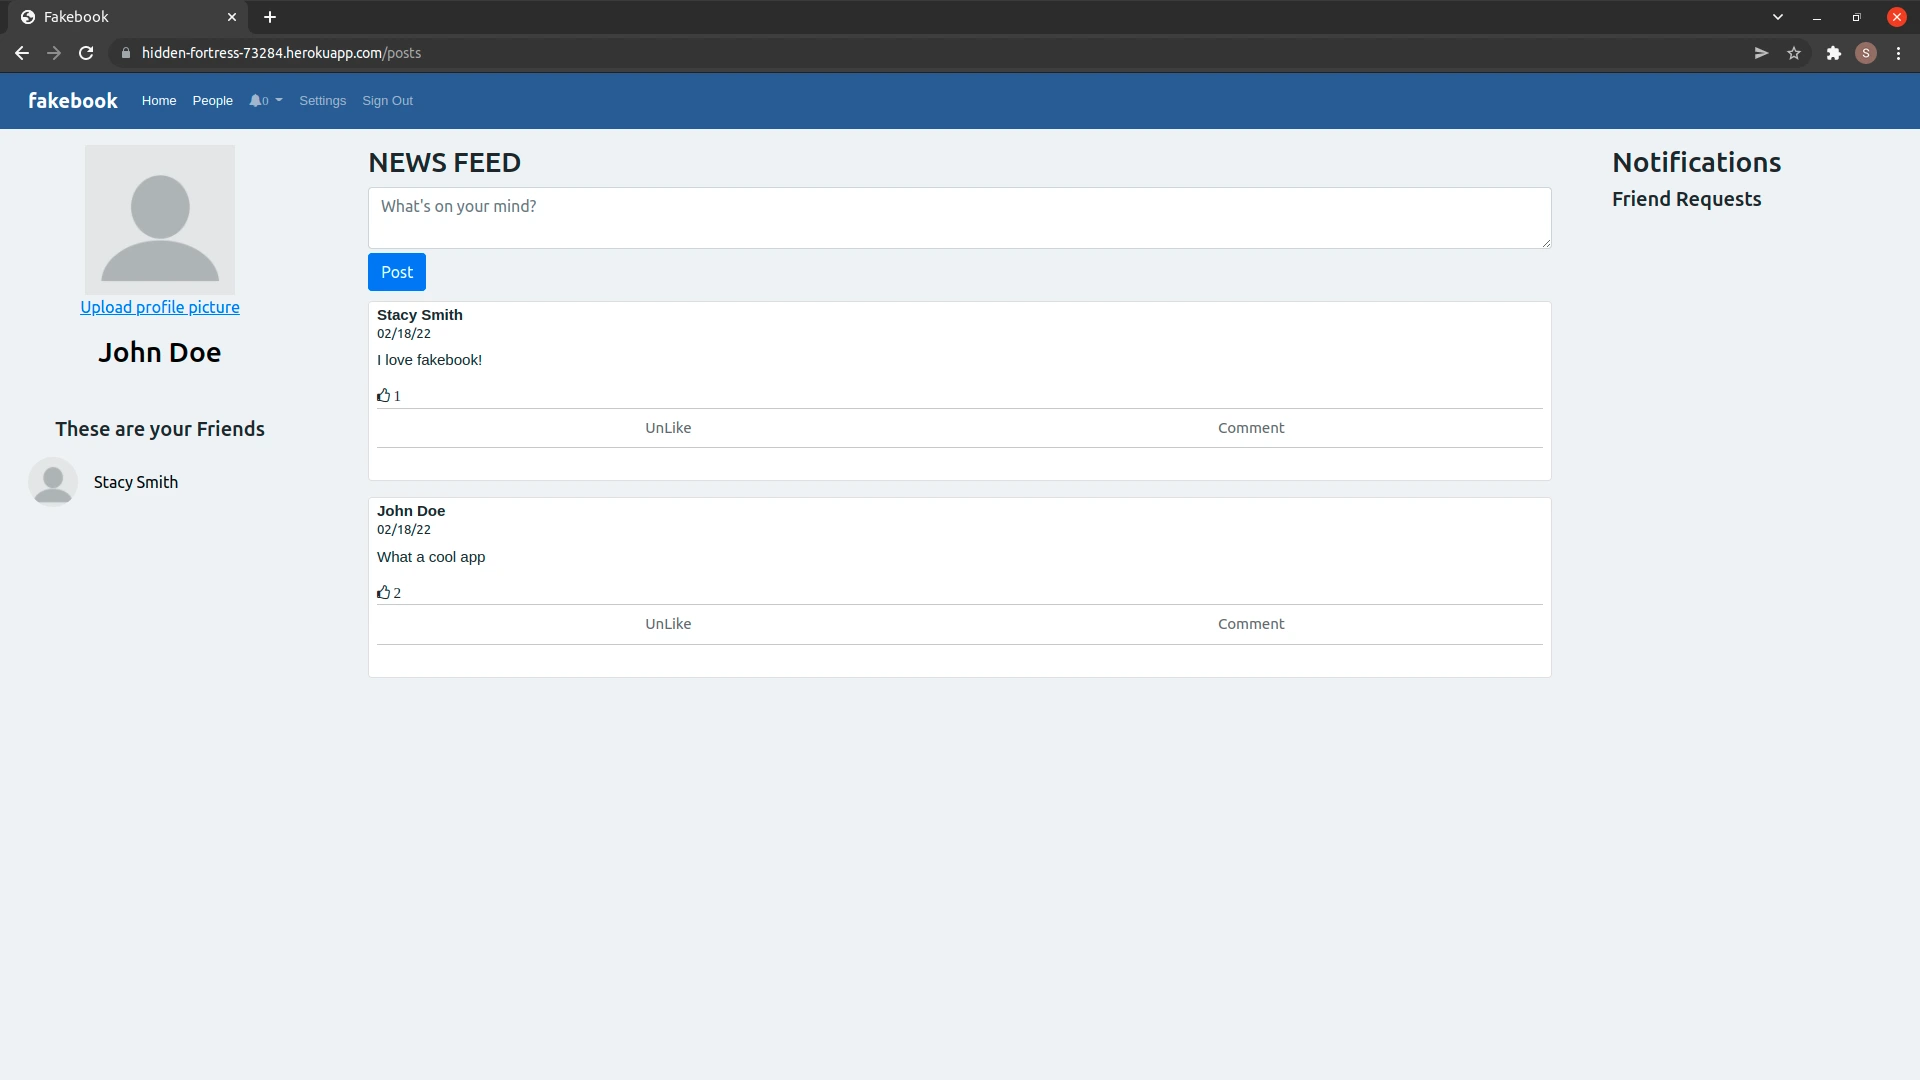 Fakebook
hidden-fortress-73284.herokuapp.com/posts
S
fakebook Home People 0 Settings Sign Out
Upload profile picture
John Doe
These are your Friends
Stacy Smith
NEWS FEED
What's on your mind?
Post
Stacy Smith
02/18/22
I love fakebook!
1
UnLike Comment
John Doe
02/18/22
What a cool app
2
UnLike Comment
Notifications
Friend Requests